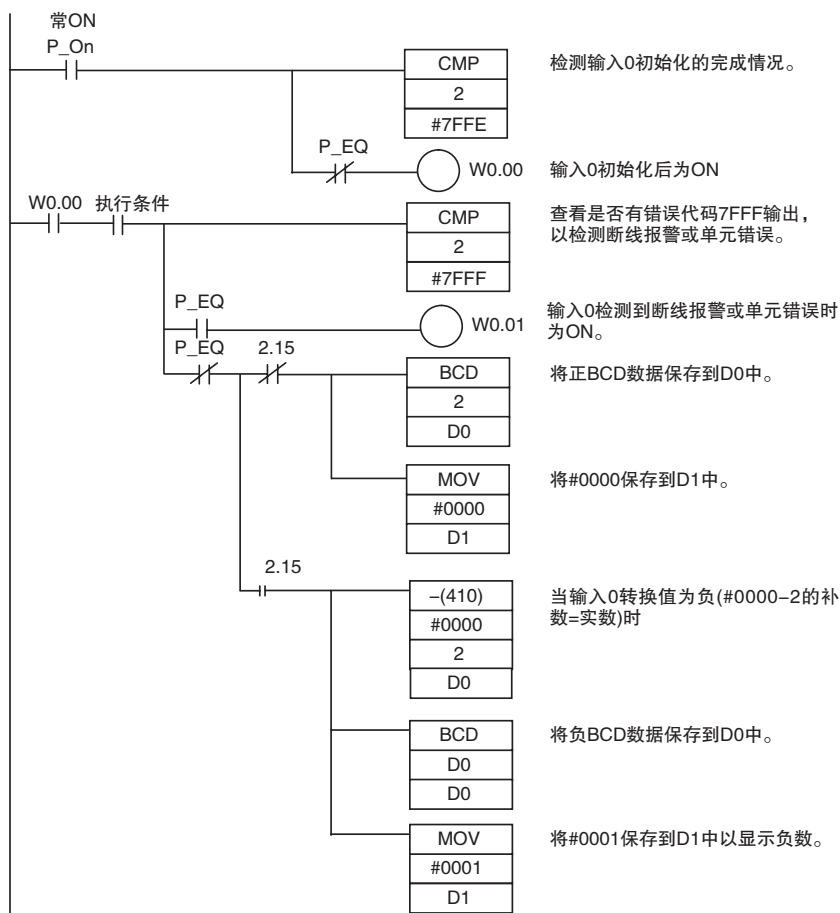 常ON
P_On
CMP
2
#7FFE
检测输入0初始化的完成情况。
P_EQ
W0.00
输入0初始化后为ON
W0.00 执行条件
CMP
2
#7FFF
查看是否有错误代码7FFF输出，
以检测断线报警或单元错误。
P_EQ
W0.01
输入0检测到断线报警或单元错误时
为ON。
P_EQ
2.15
BCD
2
D0
将正BCD数据保存到D0中。
MOV
#0000
D1
将#0000保存到D1中。
2.15
−(410)
#0000
2
D0
当输入0转换值为负(#0000−2的补
数=实数)时
BCD
D0
D0
将负BCD数据保存到D0中。
MOV
#0001
D1
将#0001保存到D1中以显示负数。